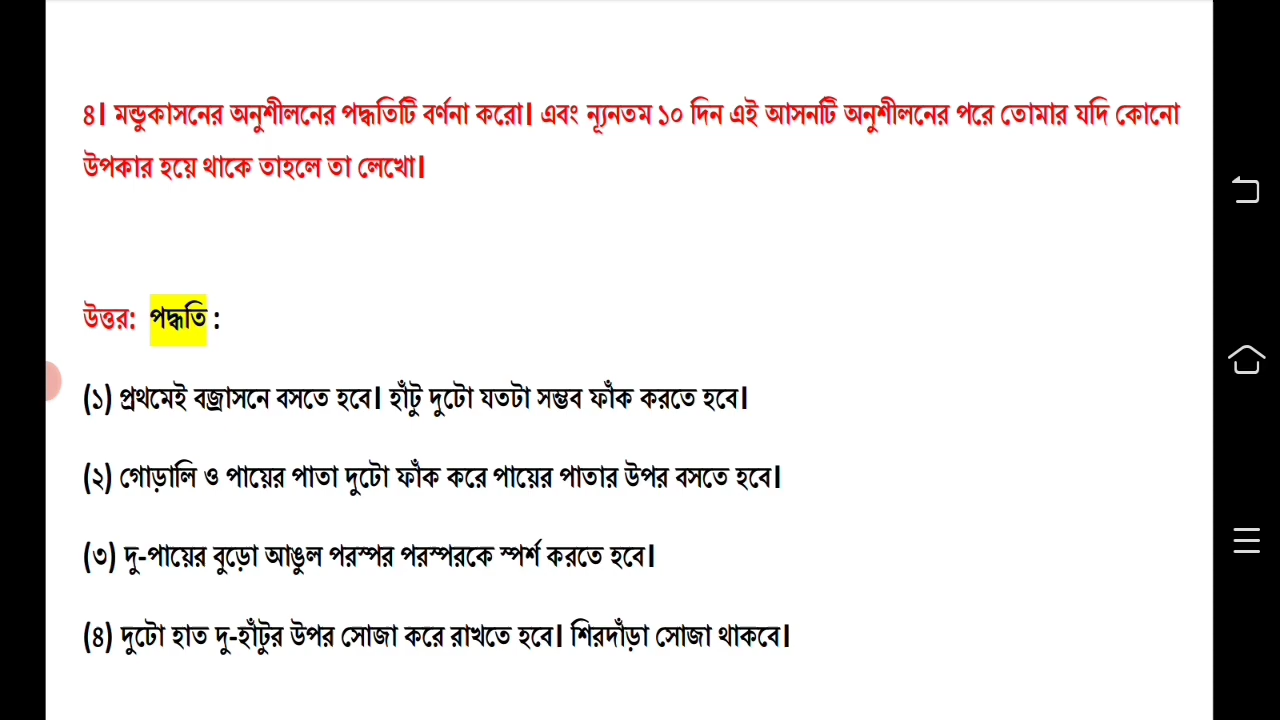 ৪। মন্ডুকাসনের অনুশীলনের পদ্ধতিটি বর্ণনা করো। এবং ন্যূনতম ১০ দিন এই আসনটি অনুশীলনের পরে তোমার যদি কোনো
উপকার হয়ে থাকে তাহলে তা লেখো।
উত্তর: পদ্ধতি :
(১) প্রথমেই বজ্রাসনে বসতে হবে। হাঁটু দুটো যতটা সম্ভব ফাঁক করতে হবে।
(২) গোড়ালি ও পায়ের পাতা দুটো ফাঁক করে পায়ের পাতার উপর বসতে হবে।
(৩) দু-পায়ের বুড়ো আঙুল পরস্পর পরস্পরকে স্পর্শ করতে হবে।
(৪) দুটো হাত দু-হাঁটুর উপর সোজা করে রাখতে হবে। শিরদাঁড়া সোজা থাকবে।